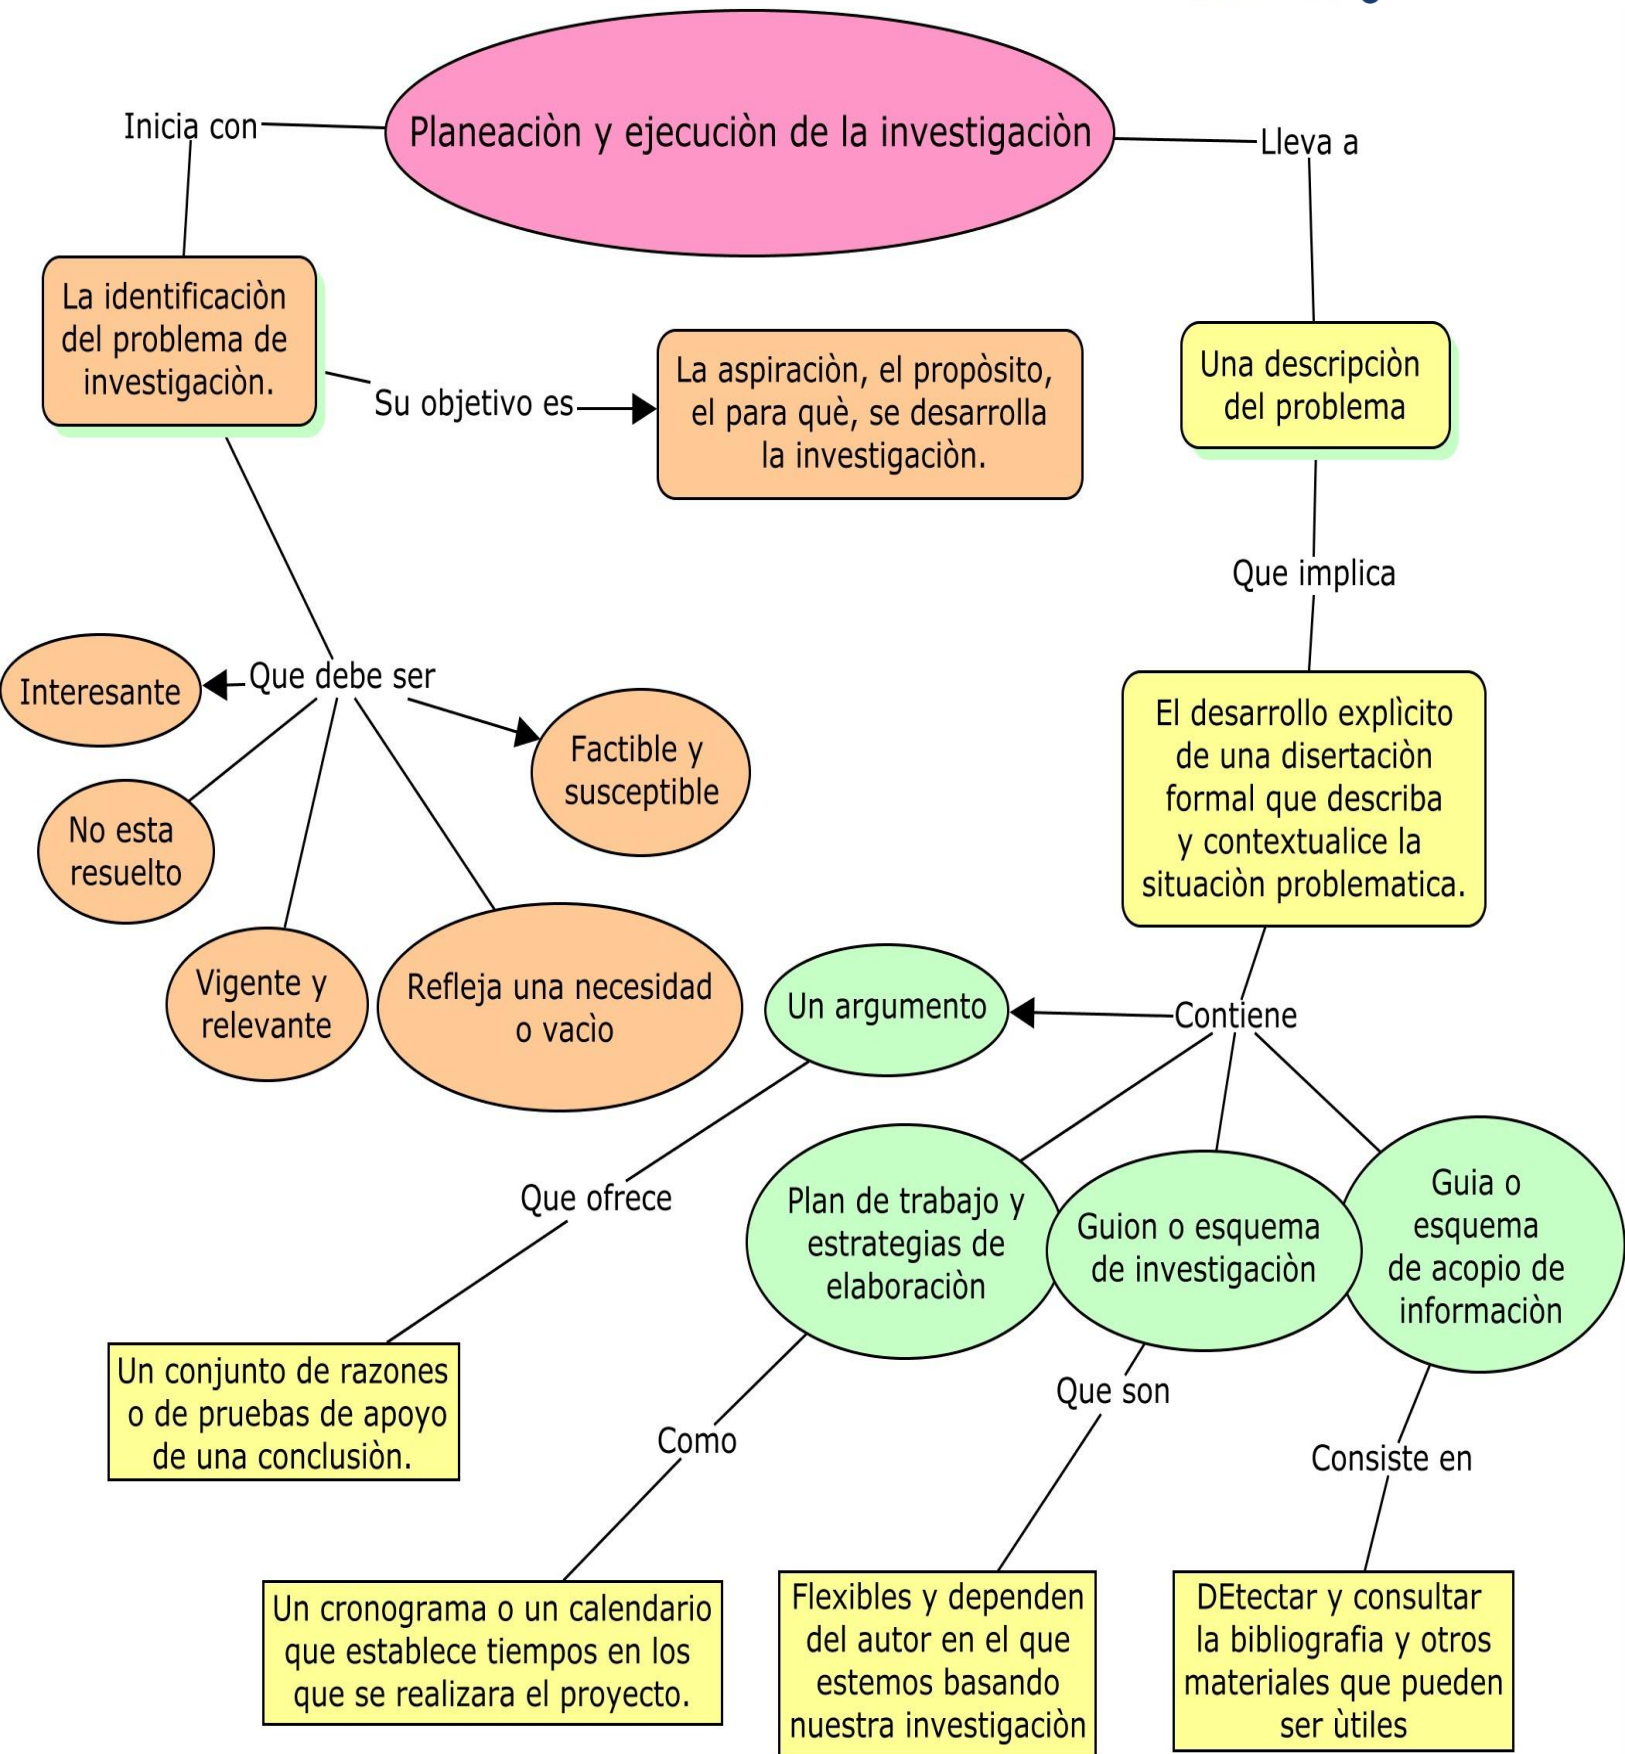 Planeaciòn y ejecuciòn de la investigaciòn
Inicia con
Lleva a
La identificaciòn
del problema de
investigaciòn.
Su objetivo es
La aspiraciòn, el propòsito,
el para què, se desarrolla
la investigaciòn.
Una descripciòn
del problema
Que implica
Que debe ser
Interesante
No esta
resuelto
Vigente y
relevante
Refleja una necesidad
o vacìo
Factible y
susceptible
El desarrollo explìcito
de una disertaciòn
formal que describa
y contextualice la
situaciòn problematica.
Contiene
Un argumento
Que ofrece
Un conjunto de razones
o de pruebas de apoyo
de una conclusiòn.
Plan de trabajo y
estrategias de
elaboraciòn
Como
Un cronograma o un calendario
que establece tiempos en los
que se realizara el proyecto.
Guion o esquema
de investigaciòn
Que son
Flexibles y dependen
del autor en el que
estemos basando
nuestra investigaciòn
Guia o
esquema
de acopio de
informaciòn
Consiste en
DEtectar y consultar
la bibliografia y otros
materiales que pueden
ser ùtiles